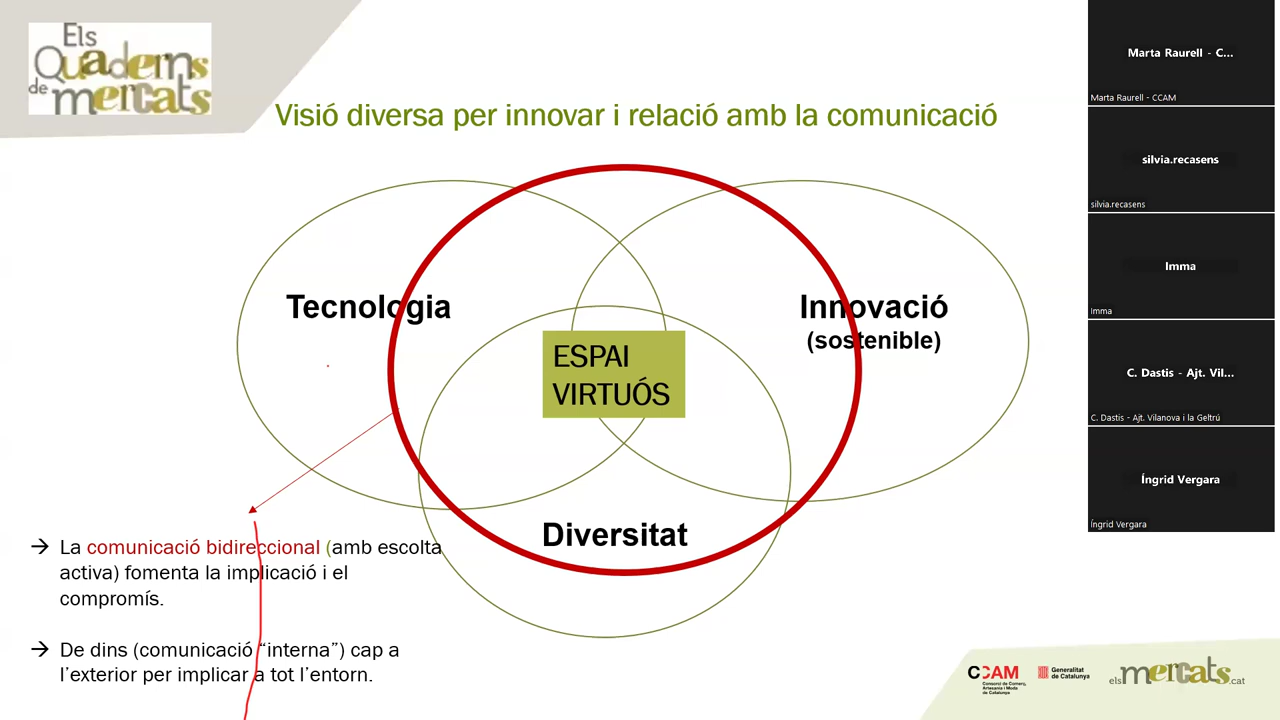 Els
Quaderns
de mercats
Visió diversa per innovar i relació amb la comunicació
Tecnologia
Innovació
(sostenible)
ESPAI
VIRTUÓS
Diversitat
→ La comunicació bidireccional (amb escolta
activa) fomenta la implicació i el
compromís.
→ De dins (comunicació “interna”) cap a
l’exterior per implicar a tot l’entorn.
CCAM
Consorci de Comerç,
Artesania i Moda
de Catalunya
Generalitat
de Catalunya
els mercats.cat
Marta Raurell - C...
Marta Raurell - CCAM
silvia.recasens
silvia.recasens
Imma
Imma
C. Dastis - Ajt. Vil...
C. Dastis - Ajt. Vilanova i la Geltrú
Íngrid Vergara
Íngrid Vergara